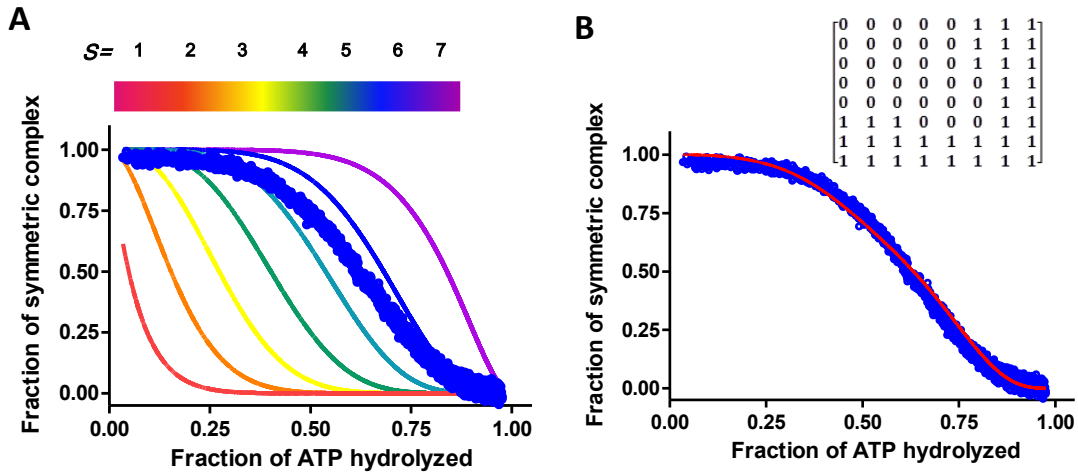 A
S= 1 2 3 4 5 6 7
Fraction of symmetric complex
1.00
0.75
0.50
0.25
0.00
0.00 0.25 0.50 0.75 1.00
Fraction of ATP hydrolyzed
B
0 0 0 0 0 1 1 1
0 0 0 0 0 1 1 1
0 0 0 0 0 1 1 1
0 0 0 0 0 0 1 1
0 0 0 0 0 0 1 1
1 1 1 0 0 0 1 1
1 1 1 1 1 1 1 1
1 1 1 1 1 1 1 1
Fraction of symmetric complex
1.00
0.75
0.50
0.25
0.00
0.00 0.25 0.50 0.75 1.00
Fraction of ATP hydrolyzed